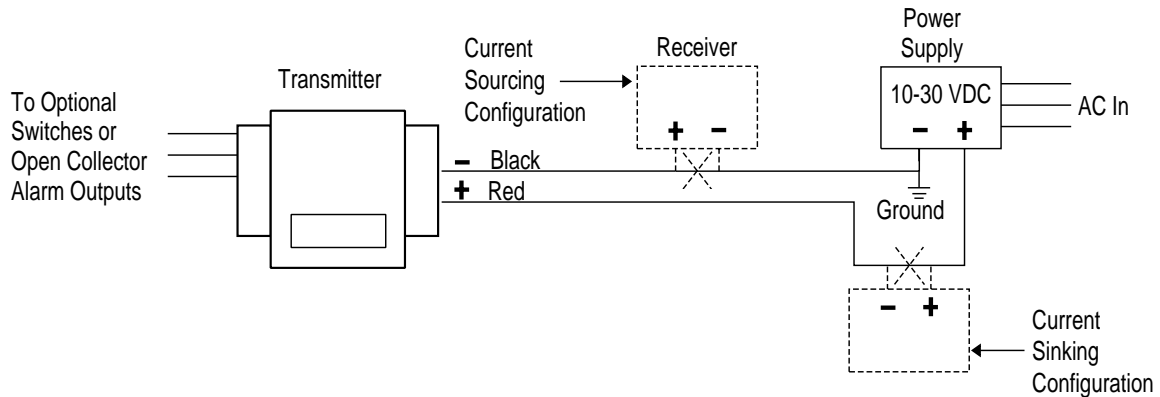 To Optional
Switches or
Open Collector
Alarm Outputs
Transmitter
− Black
+ Red
Current
Sourcing
Configuration
Receiver
+ −
Power
Supply
10-30 VDC
− +
AC In
Ground
− +
Current
Sinking
Configuration